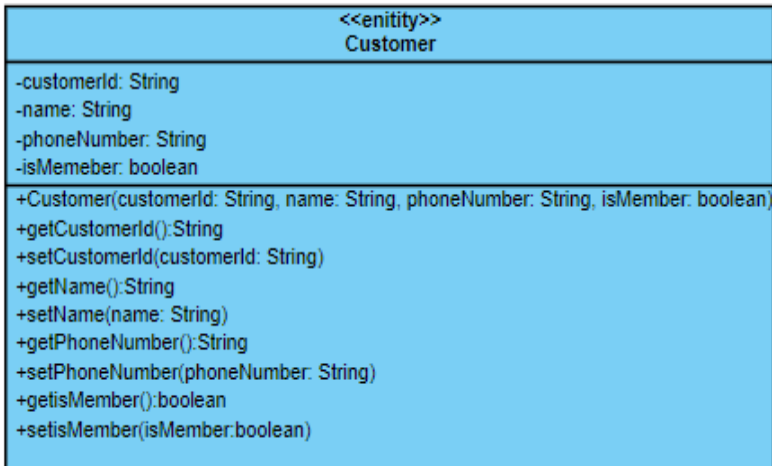 <<enitity>>
Customer
-customerId: String
-name: String
-phoneNumber: String
-isMemeber: boolean
+Customer(customerId: String, name: String, phoneNumber: String, isMember: boolean)
+getCustomerId():String
+setCustomerId(customerId: String)
+getName():String
+setName(name: String)
+getPhoneNumber():String
+setPhoneNumber(phoneNumber: String)
+getisMember():boolean
+setisMember(isMember:boolean)